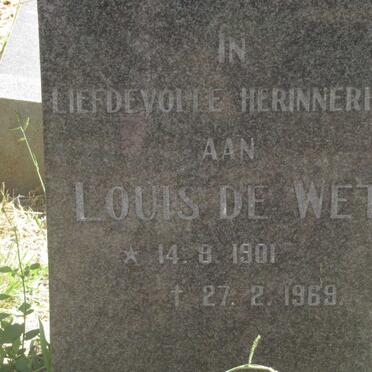 IN
LIEFDEVOLLE HERINNERI
AAN
LOUIS DE WET
★ 14. 8. 1901
† 27. 2. 1969.